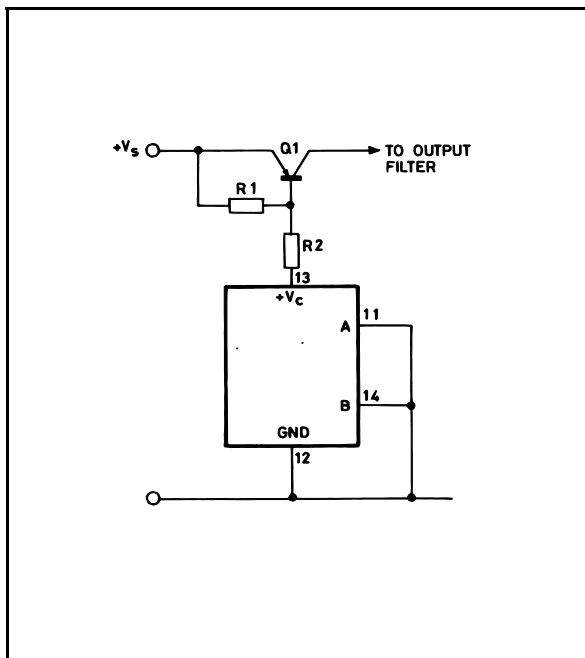 +Vs
Q1
TO OUTPUT
FILTER
R1
R2
13
+Vc
A
11
B
14
GND
12